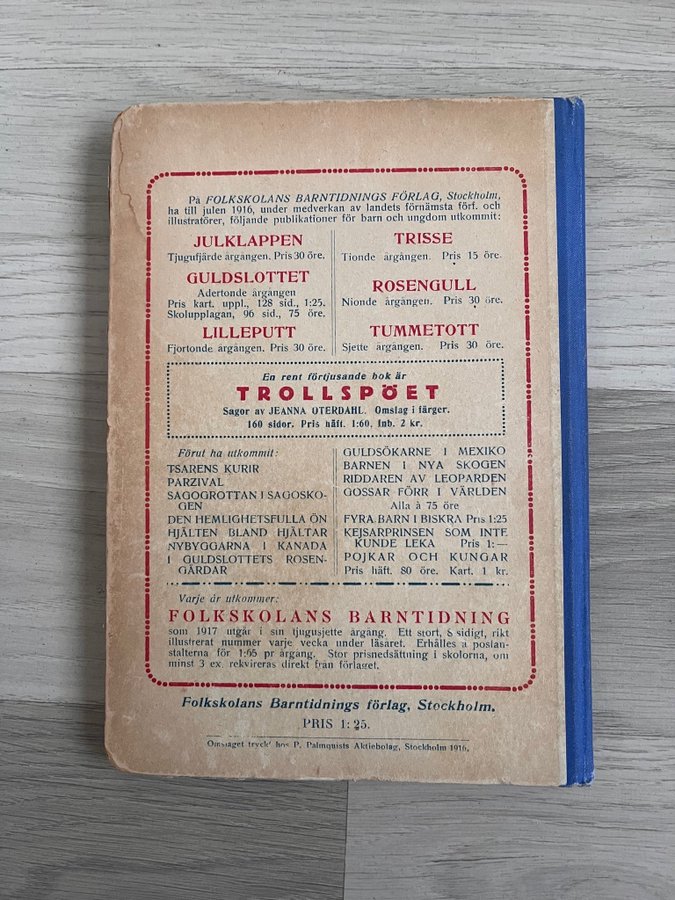 På FOLKSKOLANS BARNTIDNINGS FÖRLAG, Stockholm,
ha till julen 1916, under medverkan av landets förnämsta förf. och
illustratörer, följande publikationer för barn och ungdom utkommit:
JULKLAPPEN
Tjugufjärde årgången. Pris 30 öre.
GULDSLOTTET
Adertonde årgången
Pris kart. uppl., 128 sid., 1:25.
Skolupplagan, 96 sid., 75 öre.
LILLEPUTT
Fjortonde årgången. Pris 30 öre.
TRISSE
Tionde årgången. Pris 15 öre.
ROSENGULL
Nionde årgången. Pris 30 öre.
TUMMETOTT
Sjette årgången. Pris 30 öre.
En rent förtjusande bok är
TROLLSPÖET
Sagor av JEANNA OTERDAHL. Omslag i färger.
160 sidor. Pris häft. 1:60, Inb. 2 kr.
Förut ha utkommit:
TSARENS KURIR
PARZIVAL
SAGOGROTTAN I SAGOSKO-
GEN
DEN HEMLIGHETSFULLA ÖN
HJÄLTEN BLAND HJÄLTAR
NYBYGGARNA I KANADA
I GULDSLOTTETS ROSEN-
GÅRDAR
GULDSÖKARNE I MEXIKO
BARNEN I NYA SKOGEN
RIDDAREN AV LEOPARDEN
GOSSAR FÖRR I VÄRLDEN
Alla à 75 öre
FYRA BARN I BISKRA Pris 1:25
KEJSARPRINSEN SOM INTE
KUNDE LEKA Pris 1:—
POJKAR OCH KUNGAR
Pris häft. 80 öre. Kart. 1 kr.
Varje år utkommer:
FOLKSKOLANS BARNTIDNING
som 1917 utgår i sin tjugusjette årgång. Ett stort, 8 sidigt, rikt
illustrerat nummer varje vecka under läsåret. Erhålles a postan-
stalterna för 1:65 pr årgang. Stor prisnedsättning i skolorna, om
minst 3 ex. rekvireras direkt från förlaget.
Folkskolans Barntidnings förlag, Stockholm.
PRIS 1: 25.
Omslaget tryckt hos P. Palmquists Aktiebolag, Stockholm 1916.